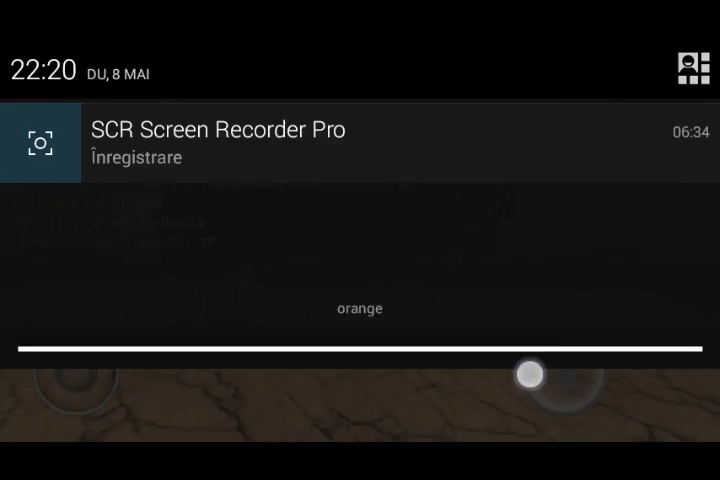 22:20 DU, 8 MAI
SCR Screen Recorder Pro
06:34
Înregistrare
orange